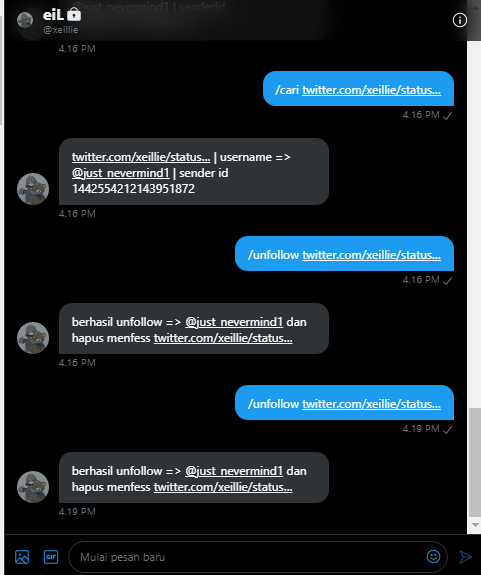 eiL
@xeillie
@just_nevermind1 | senderId
4.16 PM
/cari twitter.com/xeillie/status...
4.16 PM
twitter.com/xeillie/status... | username =>
@just_nevermind1 | sender id
1442554212143951872
4.16 PM
/unfollow twitter.com/xeillie/status...
4.16 PM
berhasil unfollow => @just_nevermind1 dan
hapus menfess twitter.com/xeillie/status...
4.16 PM
/unfollow twitter.com/xeillie/status...
4.19 PM
berhasil unfollow => @just_nevermind1 dan
hapus menfess twitter.com/xeillie/status...
4.19 PM
GIF
Mulai pesan baru